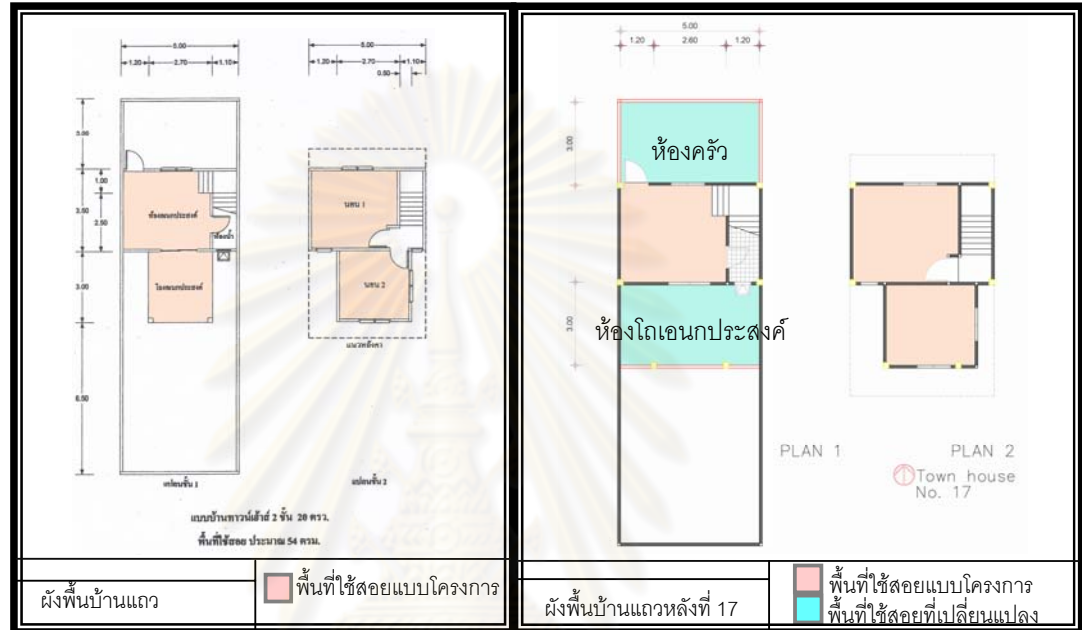 5.00
1.20 2.70 1.10
5.00
1.20 2.70 1.10
0.50
3.00
1.00
3.50
2.50
3.00
6.50
ห้องอเนกประสงค์
ห้องน้ำ
โถงอเนกประสงค์
นอน 1
นอน 2
แนวหลังคา
แปลนชั้น 1
แปลนชั้น 2
แบบบ้านทาวน์เฮ้าส์ 2 ชั้น 20 ตรว.
พื้นที่ใช้สอย ประมาณ 54 ตรม.
ผังพื้นบ้านแถว
พื้นที่ใช้สอยแบบโครงการ
5.00
1.20 2.60 1.20
3.00
ห้องครัว
3.00
ห้องโถเอนกประสงค์
PLAN 1
PLAN 2
Town house
No. 17
ผังพื้นบ้านแถวหลังที่ 17
พื้นที่ใช้สอยแบบโครงการ
พื้นที่ใช้สอยที่เปลี่ยนแปลง